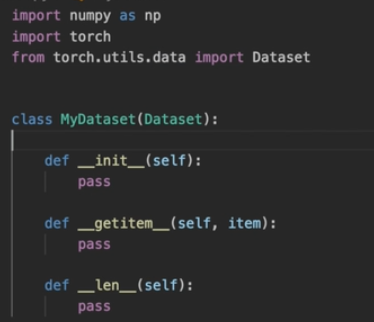 import numpy as np
import torch
from torch.utils.data import Dataset
class MyDataset(Dataset):
def __init__(self):
pass
def __getitem__(self, item):
pass
def __len__(self):
pass